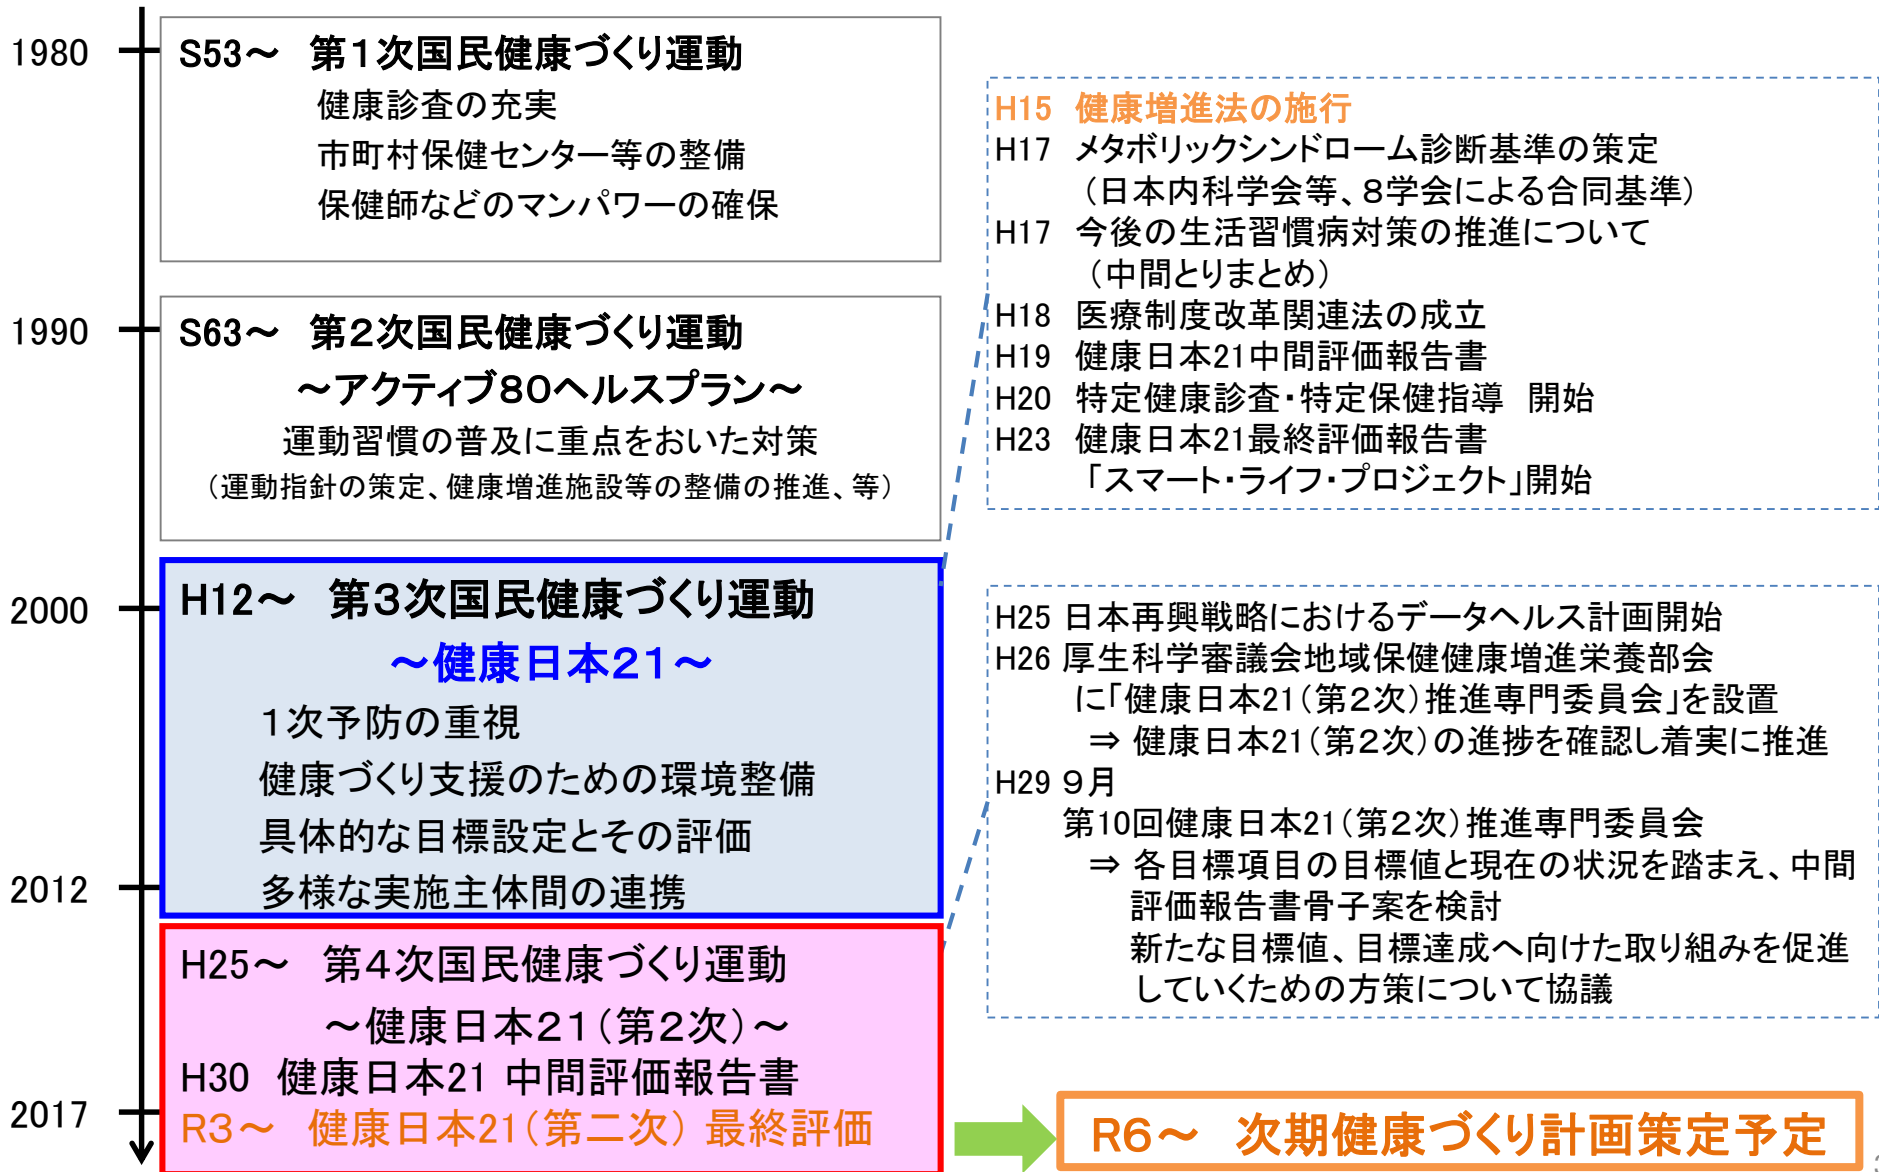 1980
S53～ 第１次国民健康づくり運動
健康診査の充実
市町村保健センター等の整備
保健師などのマンパワーの確保
1990
S63～ 第２次国民健康づくり運動
～アクティブ８０ヘルスプラン～
運動習慣の普及に重点をおいた対策
（運動指針の策定、健康増進施設等の整備の推進、等）
2000
H12～ 第３次国民健康づくり運動
～健康日本２１～
１次予防の重視
健康づくり支援のための環境整備
具体的な目標設定とその評価
多様な実施主体間の連携
2012
H25～ 第４次国民健康づくり運動
～健康日本２１（第２次）～
H30 健康日本21 中間評価報告書
2017
R３～ 健康日本21（第二次） 最終評価
H15 健康増進法の施行
H17 メタボリックシンドローム診断基準の策定
（日本内科学会等、８学会による合同基準）
H17 今後の生活習慣病対策の推進について
（中間とりまとめ）
H18 医療制度改革関連法の成立
H19 健康日本21中間評価報告書
H20 特定健康診査・特定保健指導 開始
H23 健康日本21最終評価報告書
「スマート・ライフ・プロジェクト」開始
H25 日本再興戦略におけるデータヘルス計画開始
H26 厚生科学審議会地域保健健康増進栄養部会
に「健康日本21（第２次）推進専門委員会」を設置
⇒ 健康日本21（第２次）の進捗を確認し着実に推進
H29 ９月
第10回健康日本21（第２次）推進専門委員会
⇒ 各目標項目の目標値と現在の状況を踏まえ、中間
評価報告書骨子案を検討
新たな目標値、目標達成へ向けた取り組みを促進
していくための方策について協議
R6～ 次期健康づくり計画策定予定